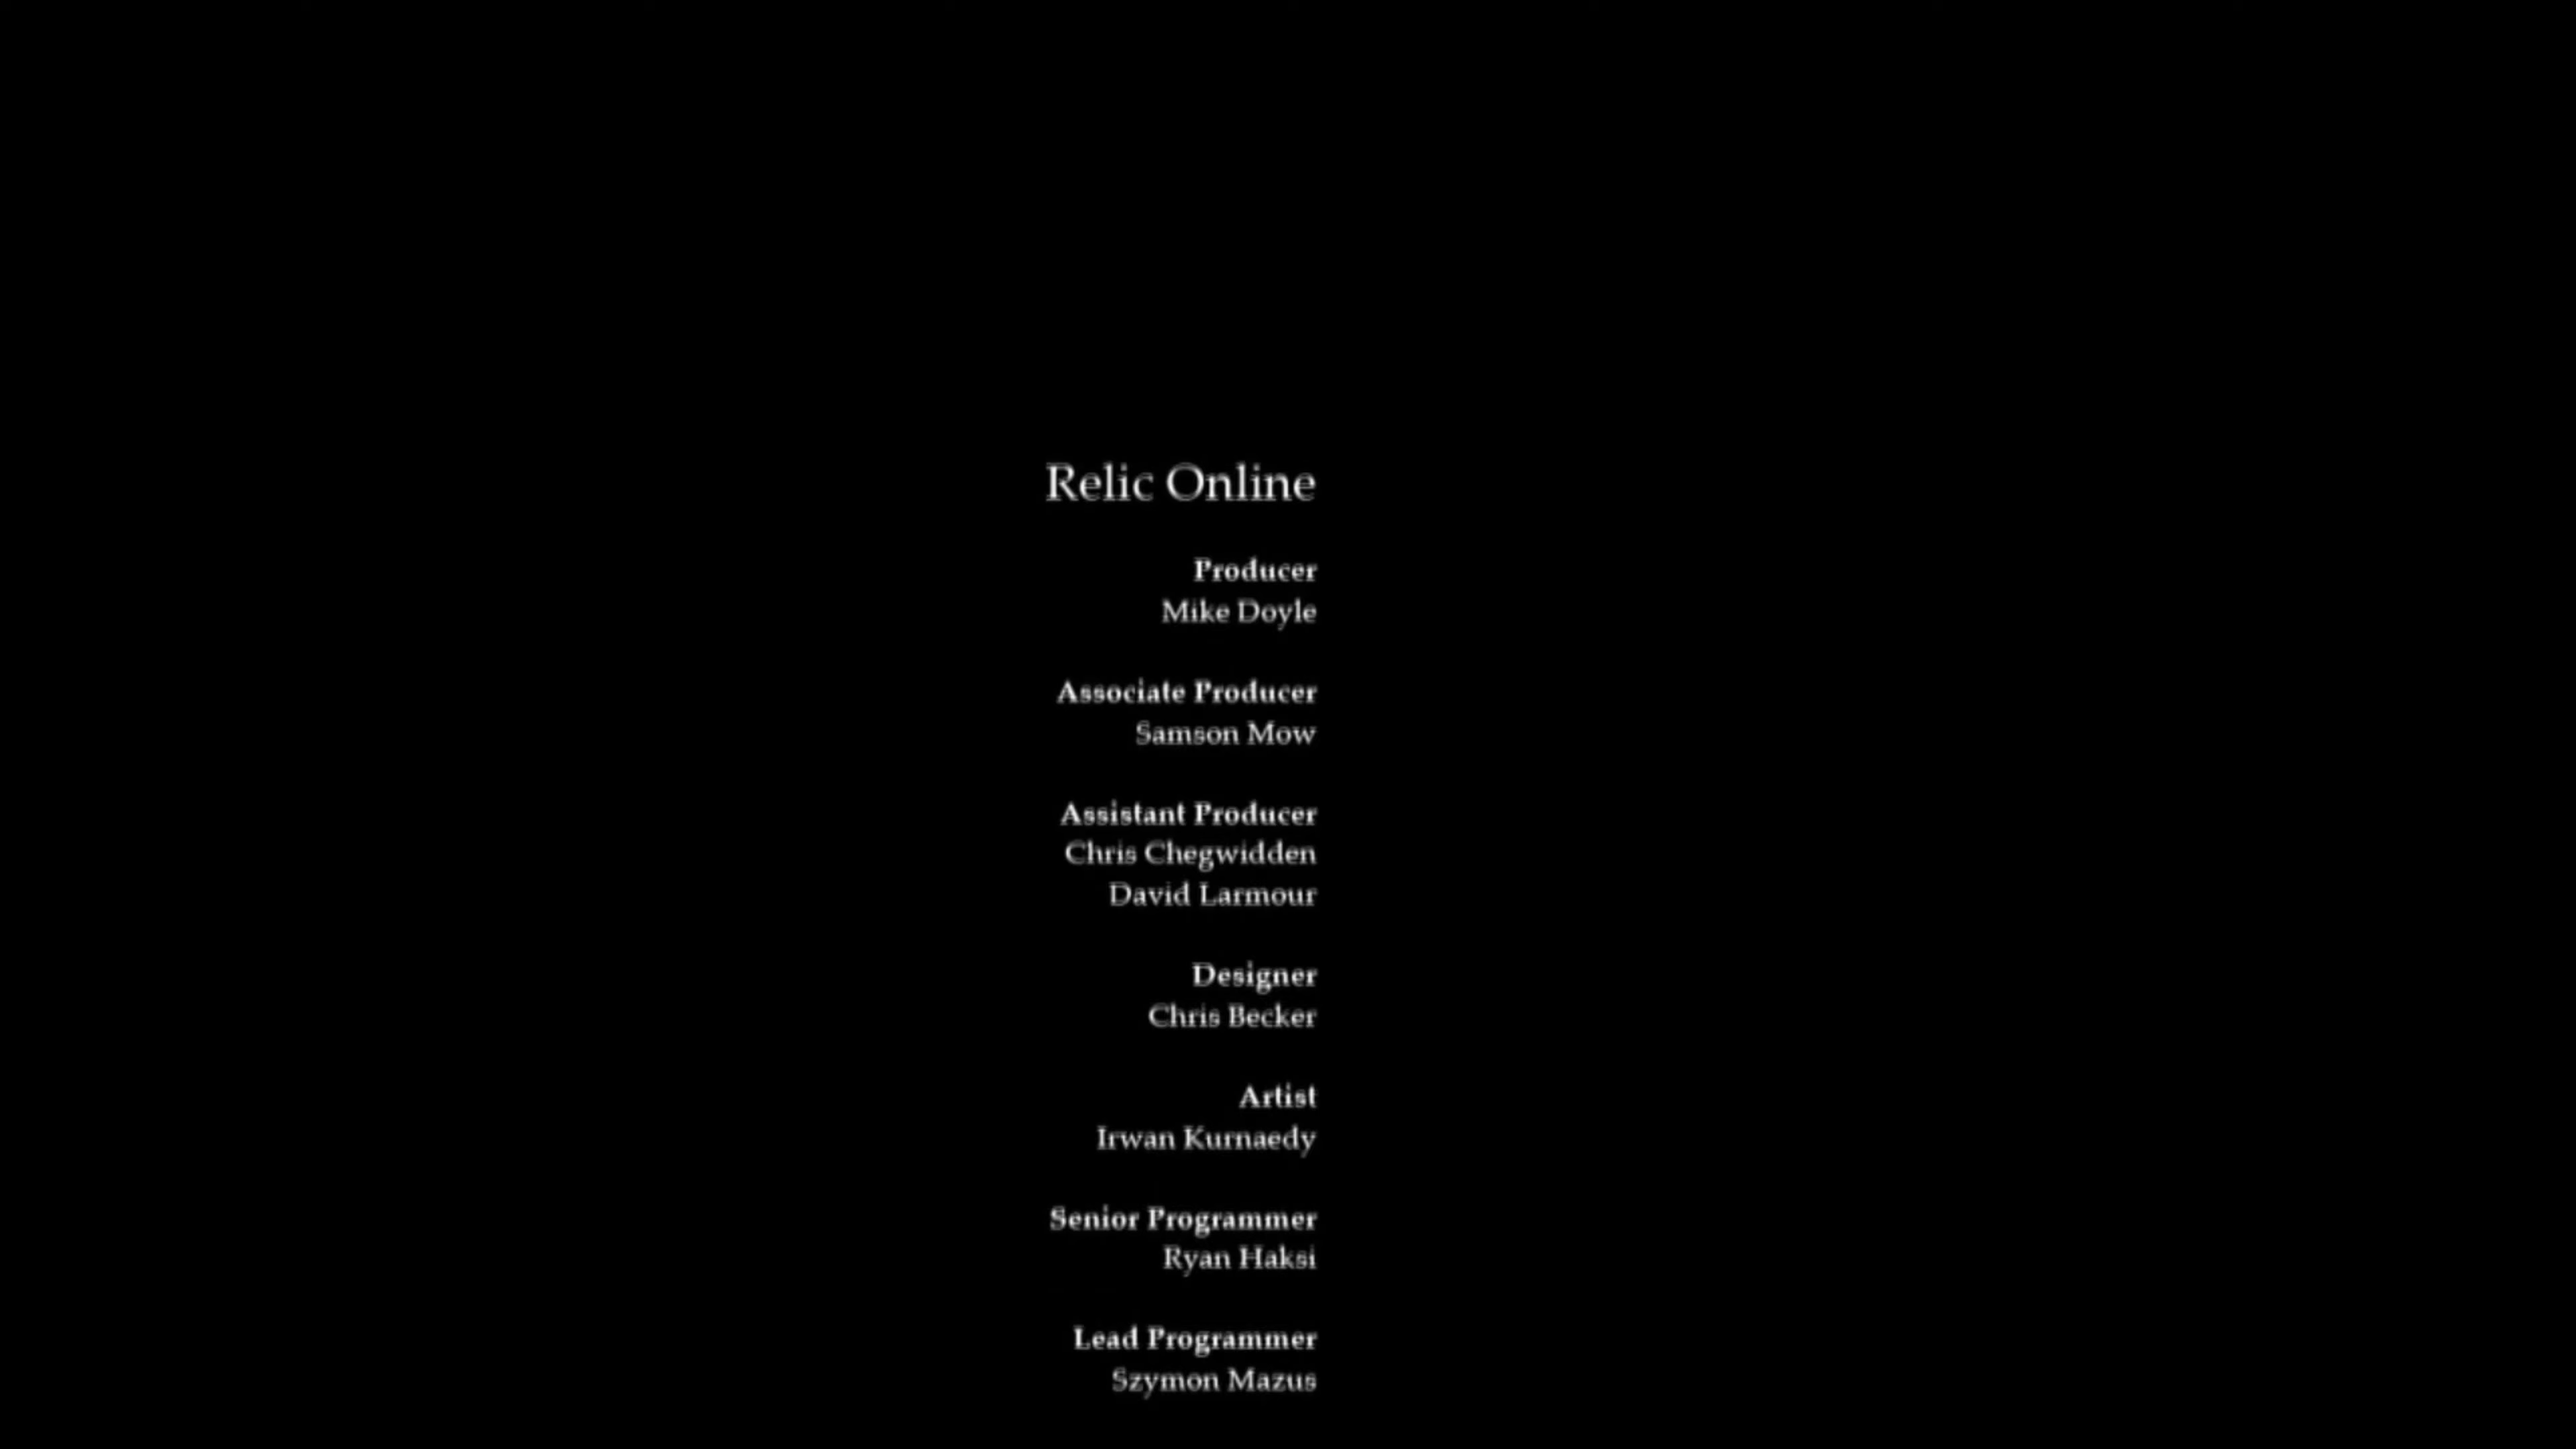 Relic Online
Producer
Mike Doyle
Associate Producer
Samson Mow
Assistant Producer
Chris Chegwidden
David Larmour
Designer
Chris Becker
Artist
Irwan Kurnaedy
Senior Programmer
Ryan Haksi
Lead Programmer
Szymon Mazus